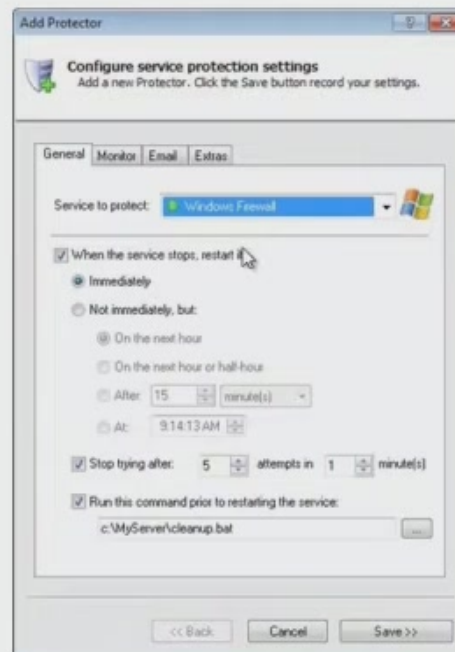 Add Protector
Configure service protection settings
Add a new Protector. Click the Save button record your settings.
General Monitor Email Extras
Service to protect: Windows Firewall
When the service stops, restart it
Immediately
Not immediately, but:
On the next hour
On the next hour or half-hour
After: 15 minute(s)
At: 9:14:13 AM
Stop trying after: 5 attempts in 1 minute(s)
Run this command prior to restarting the service:
c:\MyServer\cleanup.bat ...
<< Back Cancel Save >>